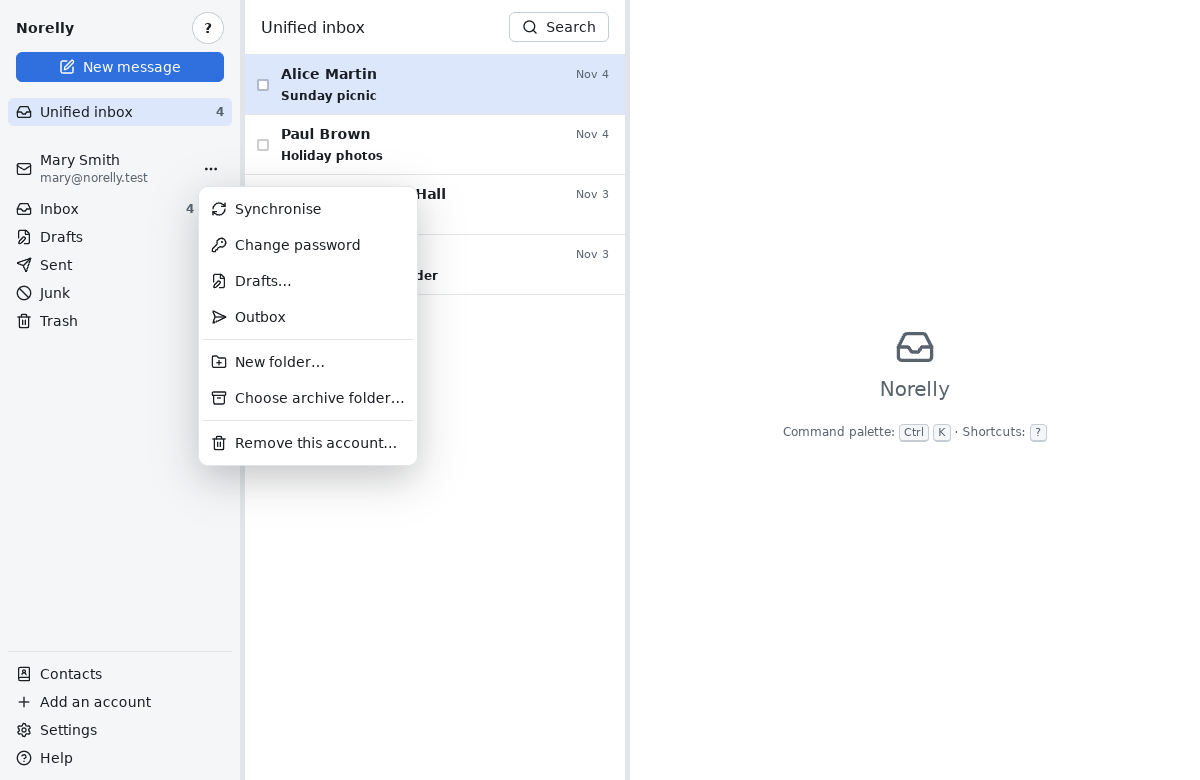 Norelly
?
New message
Unified inbox 4
Mary Smith
mary@norelly.test
Inbox 4
Drafts
Sent
Junk
Trash
Contacts
Add an account
Settings
Help
Unified inbox
Search
Alice Martin Nov 4
Sunday picnic
Paul Brown Nov 4
Holiday photos
Hall Nov 3
Nov 3
Synchronise
Change password
Drafts…
Outbox
New folder…
Choose archive folder…
Remove this account…
Norelly
Command palette: Ctrl K · Shortcuts: ?